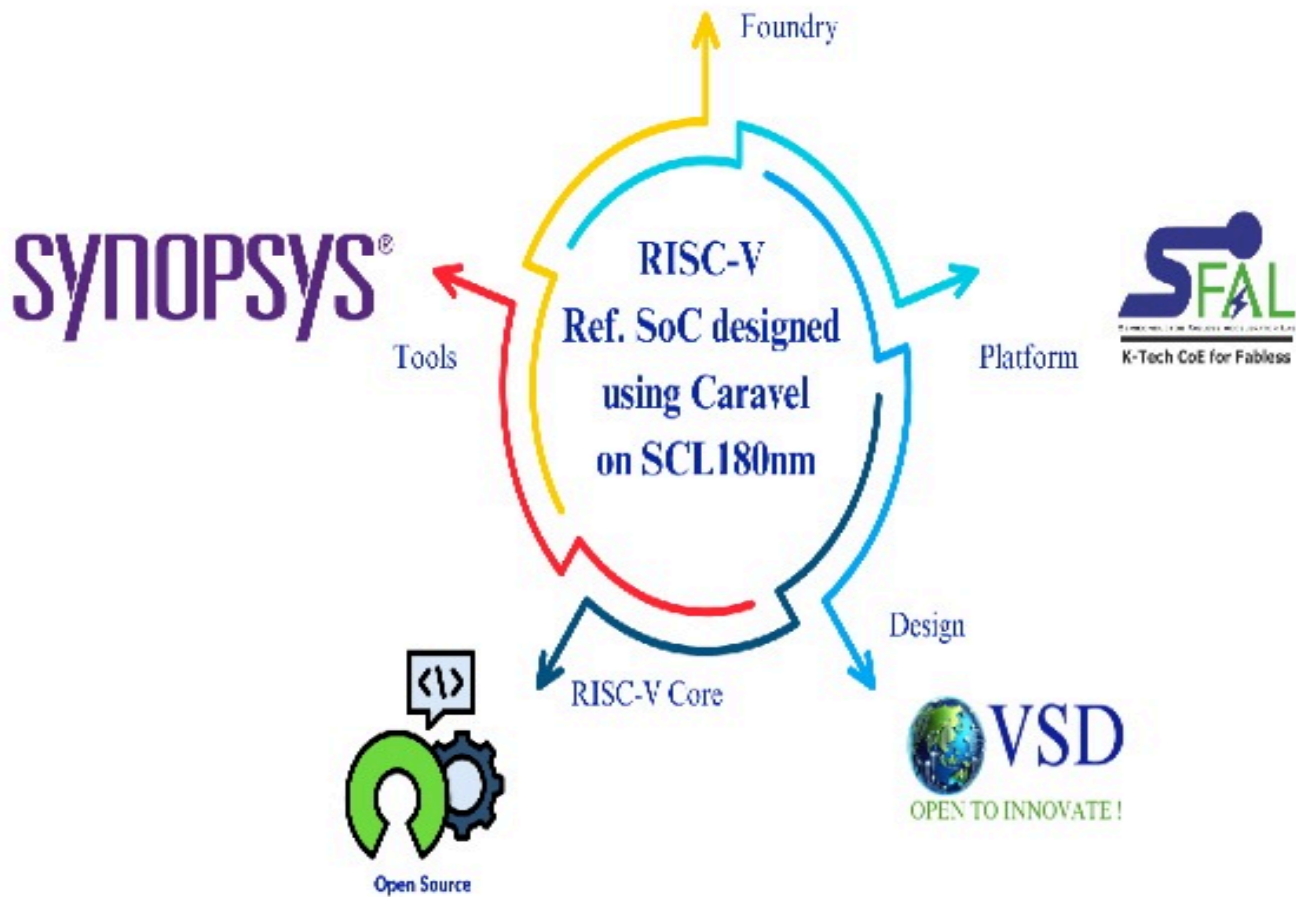 Foundry
SYNOPSYS®
Tools
RISC-V
Ref. SoC designed
using Caravel
on SCL180nm
Platform
SFAL
K-Tech CoE for Fabless
Design
VSD
OPEN TO INNOVATE !
RISC-V Core
<\>
Open Source